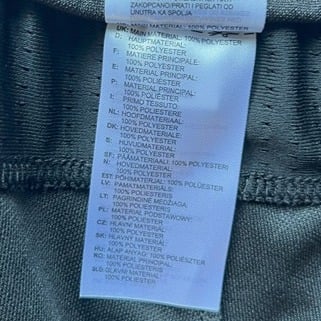 ZAKOPČANO/PRATI I PEGLATI OD
UNUTRA KA SPOLJA
UK: MAIN MATERIAL: 100% POLYESTER
D: HAUPTMATERIAL:
100% POLYESTER
F: MATIERE PRINCIPALE:
100% POLYESTER
E: MATERIAL PRINCIPAL:
100% POLIÉSTER
P: MATERIAL PRINCIPAL:
100% POLIÉSTER
I: PRIMO TESSUTO:
100% POLIESTERE
NL: HOOFDMATERIAAL:
100% POLYESTER
DK: HOVEDMATERIALE:
100% POLYESTER
S: HUVUDMATERIAL:
100% POLYESTER
SF: PÄÄMATERIAALI: 100% POLYESTERI
N: HOVEDMATERIALE:
100% POLYESTER
EST: PÕHIMATERJAL: 100% POLÜESTER
LV: PAMATMATERIĀLS:
100% POLIESTERS
LT: PAGRINDINĖ MEDŽIAGA:
100% POLIESTERIS
PL: MATERIAŁ PODSTAWOWY:
100% POLIESTER
CZ: HLAVNÍ MATERIÁL:
100% POLYESTER
SK: HLAVNÝ MATERIÁL:
100% POLYESTER
HU: ALAP ANYAG: 100% POLIÉSZTER
RO: MATERIAL PRINCIPAL:
100% POLIESTER
SLO: GLAVNI MATERIAL:
100% POLIESTER